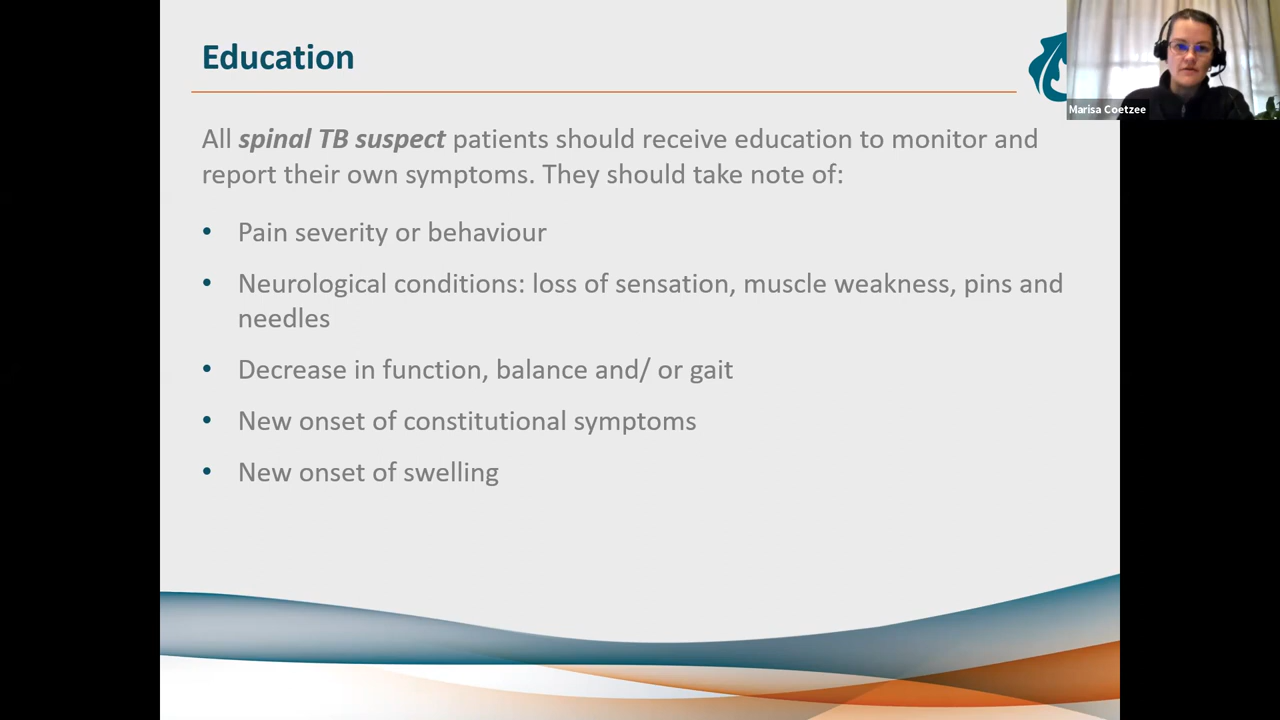 Education
Marisa Coetzee
All spinal TB suspect patients should receive education to monitor and
report their own symptoms. They should take note of:
• Pain severity or behaviour
• Neurological conditions: loss of sensation, muscle weakness, pins and
needles
• Decrease in function, balance and/ or gait
• New onset of constitutional symptoms
• New onset of swelling